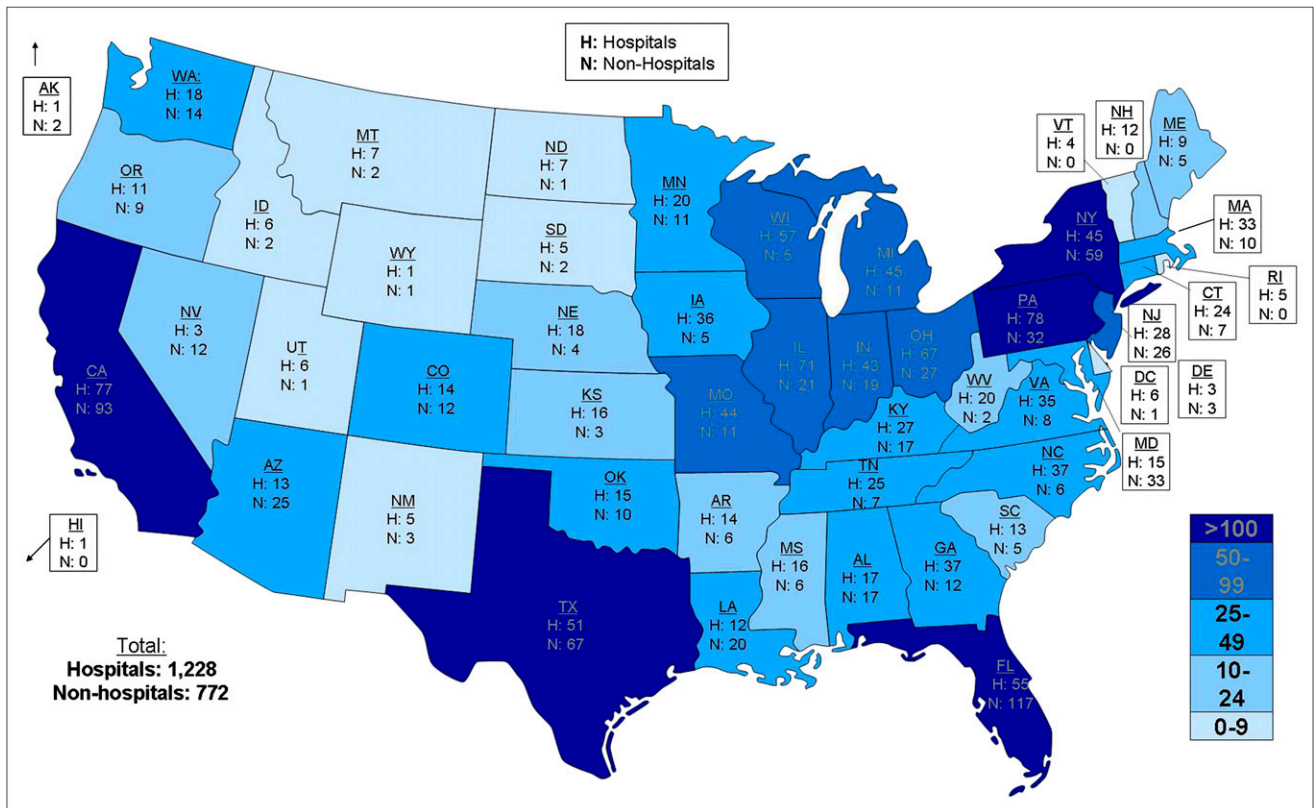 H: Hospitals
N: Non-Hospitals
AK
H: 1
N: 2
WA:
H: 18
N: 14
OR
H: 11
N: 9
MT
H: 7
N: 2
ID
H: 6
N: 2
WY
H: 1
N: 1
ND
H: 7
N: 1
SD
H: 5
N: 2
MN
H: 20
N: 11
WI
H: 57
N: 5
MI
H: 45
N: 11
VT
H: 4
N: 0
NH
H: 12
N: 0
ME
H: 9
N: 5
NY
H: 45
N: 59
MA
H: 33
N: 10
RI
H: 5
N: 0
CT
H: 24
N: 7
NJ
H: 28
N: 26
PA
H: 78
N: 32
CA
H: 77
N: 93
NV
H: 3
N: 12
UT
H: 6
N: 1
CO
H: 14
N: 12
NE
H: 18
N: 4
KS
H: 16
N: 3
IA
H: 36
N: 5
MO
H: 44
N: 11
IL
H: 71
N: 21
IN
H: 43
N: 19
OH
H: 67
N: 27
WV
H: 20
N: 2
VA
H: 35
N: 8
DC
H: 6
N: 1
DE
H: 3
N: 3
MD
H: 15
N: 33
KY
H: 27
N: 17
TN
H: 25
N: 7
NC
H: 37
N: 6
SC
H: 13
N: 5
AZ
H: 13
N: 25
NM
H: 5
N: 3
OK
H: 15
N: 10
AR
H: 14
N: 6
MS
H: 16
N: 6
AL
H: 17
N: 17
GA
H: 37
N: 12
HI
H: 1
N: 0
TX
H: 51
N: 67
LA
H: 12
N: 20
FL
H: 55
N: 117
Total:
Hospitals: 1,228
Non-hospitals: 772
>100
50-
99
25-
49
10-
24
0-9